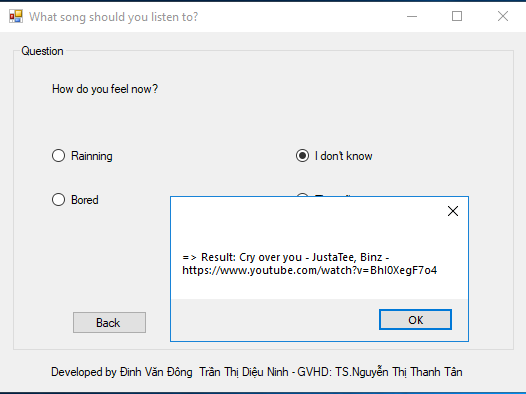 What song should you listen to?
Question
How do you feel now?
Rainning
I don't know
Bored
=> Result: Cry over you - JustaTee, Binz -
https://www.youtube.com/watch?v=BhI0XegF7o4
OK
Back
Developed by Đinh Văn Đông Trần Thị Diệu Ninh - GVHD: TS.Nguyễn Thị Thanh Tân